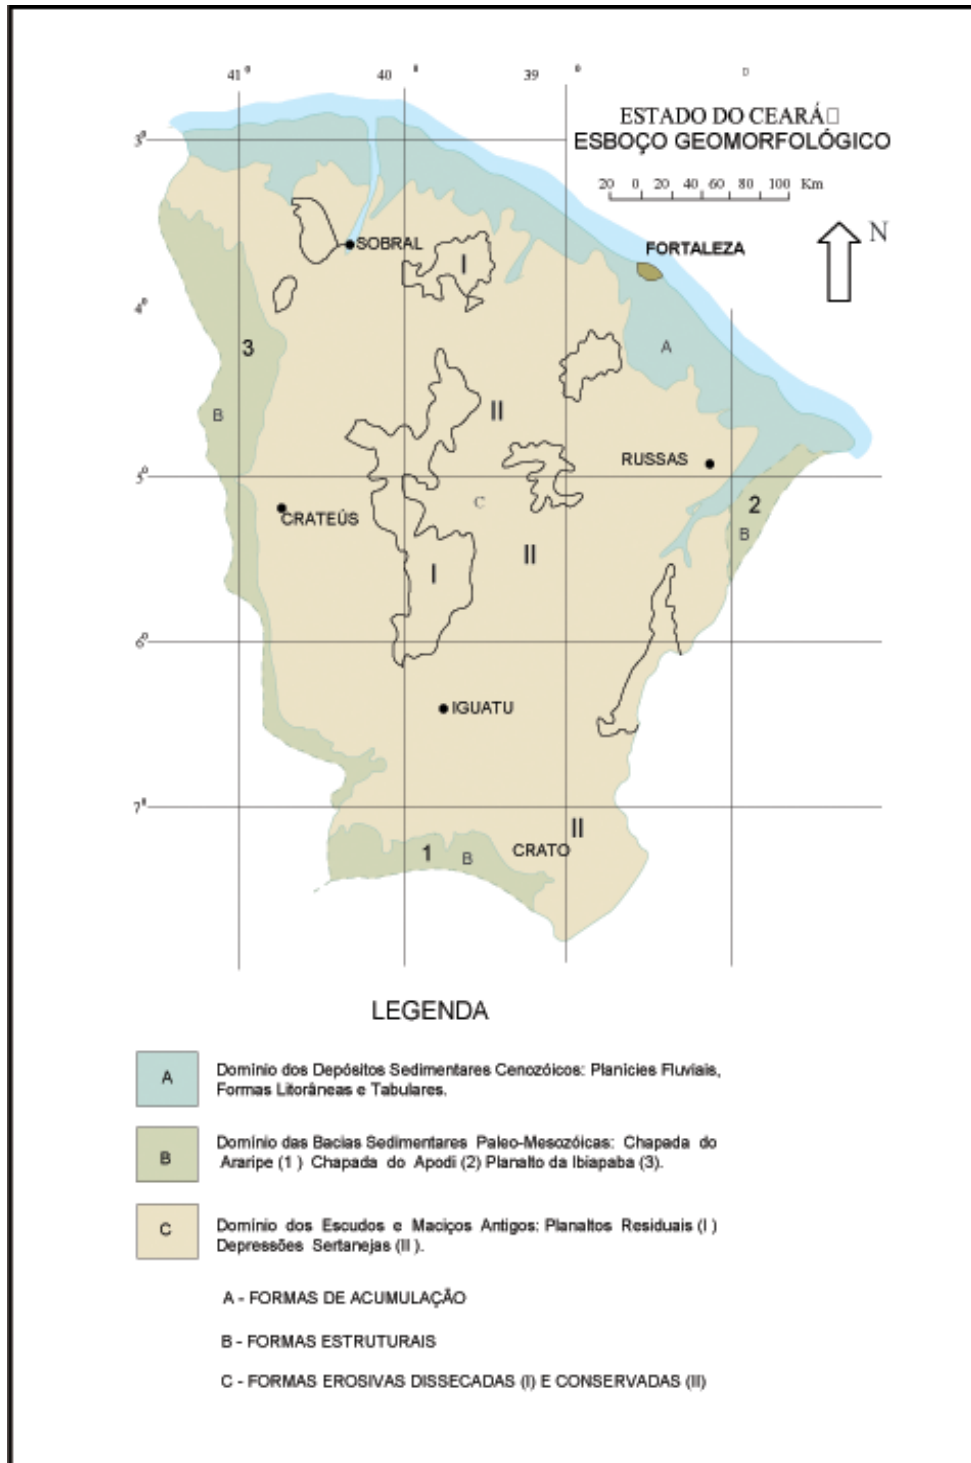 41°
40°
39°
ESTADO DO CEARÁ
ESBOÇO GEOMORFOLÓGICO
20 0 20 40 60 80 100 Km
N
3°
SOBRAL
FORTALEZA
I
4°
3
A
II
B
RUSSAS
5°
C
2
CRATEÚS
B
II
I
6°
IGUATU
7°
II
1
B
CRATO
LEGENDA
A
Domínio dos Depósitos Sedimentares Cenozóicos: Planícies Fluviais,
Formas Litorâneas e Tabulares.
B
Domínio das Bacias Sedimentares Paleo-Mesozóicas: Chapada do
Araripe (1 ) Chapada do Apodi (2) Planalto da Ibiapaba (3).
C
Domínio dos Escudos e Maciços Antigos: Planaltos Residuais (I )
Depressões Sertanejas (II ).
A - FORMAS DE ACUMULAÇÃO
B - FORMAS ESTRUTURAIS
C - FORMAS EROSIVAS DISSECADAS (I) E CONSERVADAS (II)